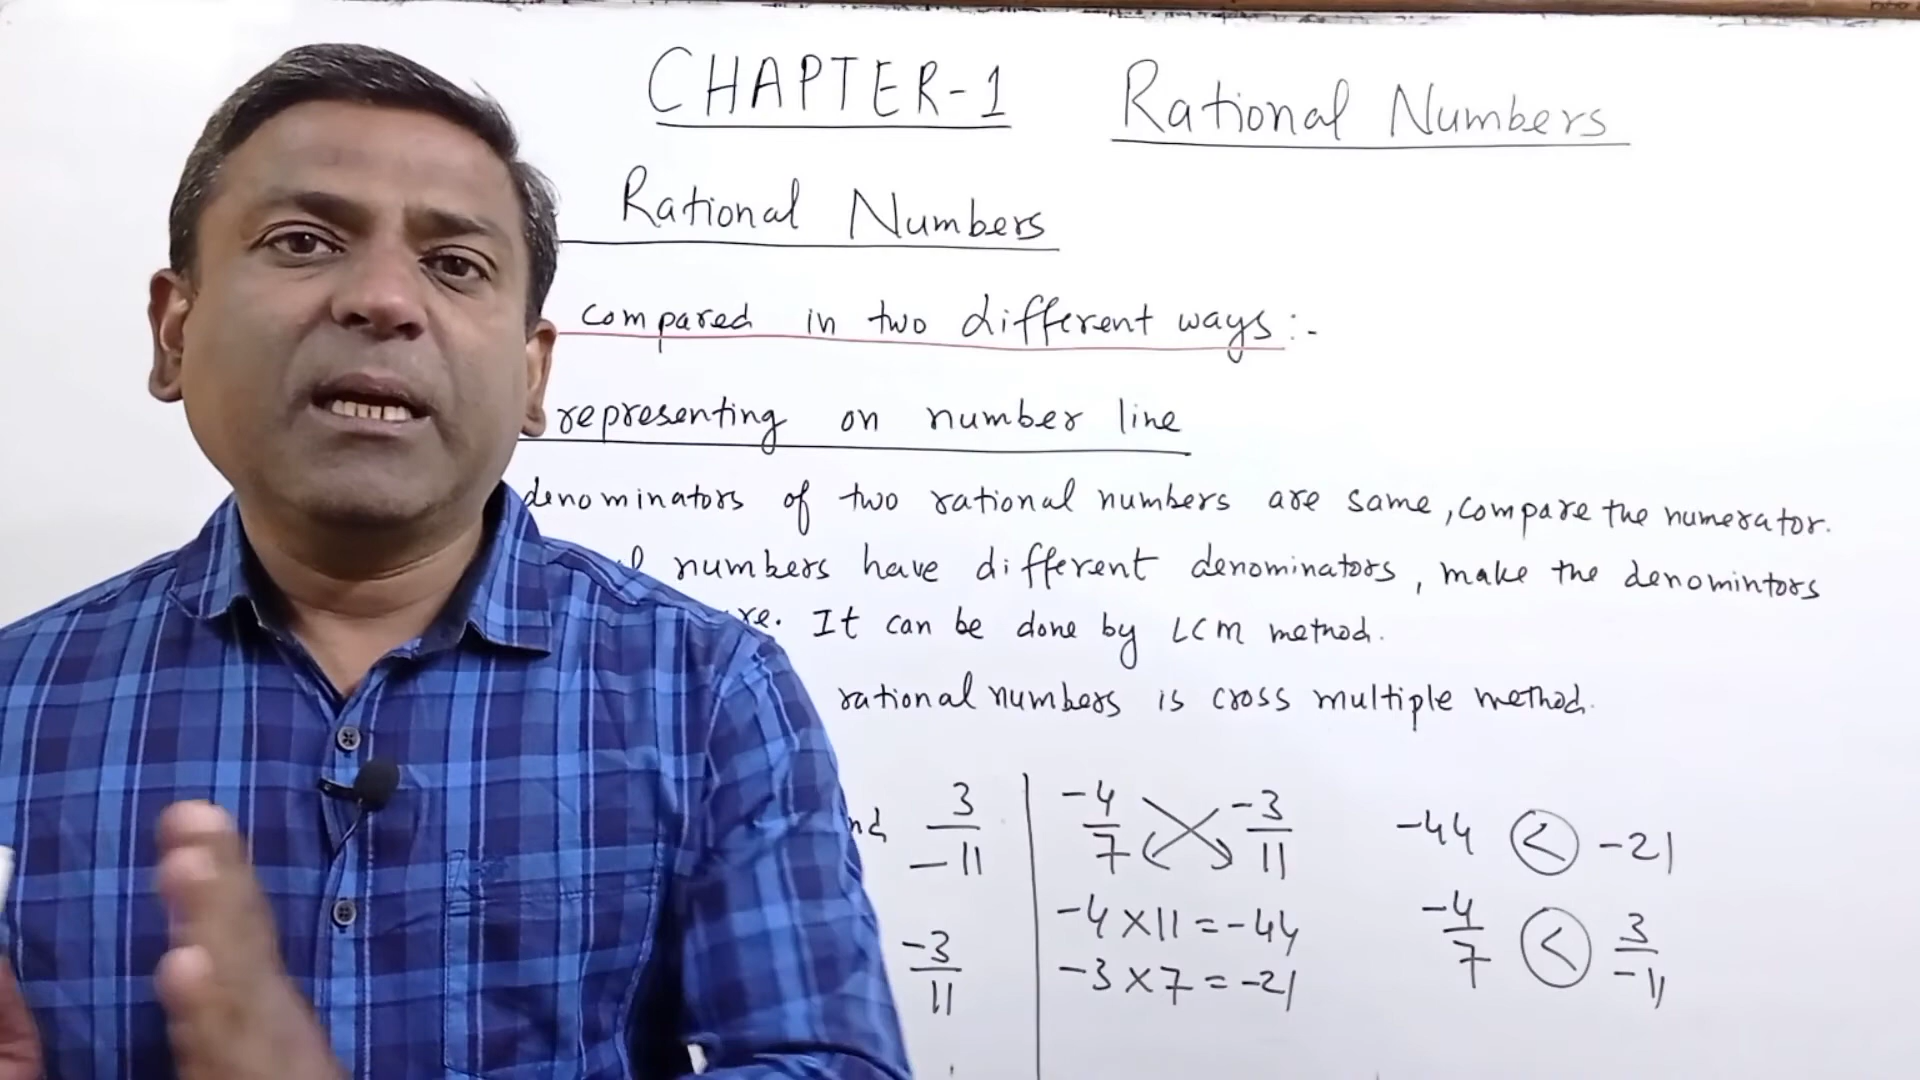 CHAPTER-1 Rational Numbers
Rational Numbers
compared in two different ways:-
representing on number line
denominators of two rational numbers are same, compare the numerator.
numbers have different denominators, make the denomintors
It can be done by LCM method.
rational numbers is cross multiple method.
3/-11
-3/11
-4/7 -3/11
-4×11=-44
-3×7=-21
-44 < -21
-4/7 < 3/-11